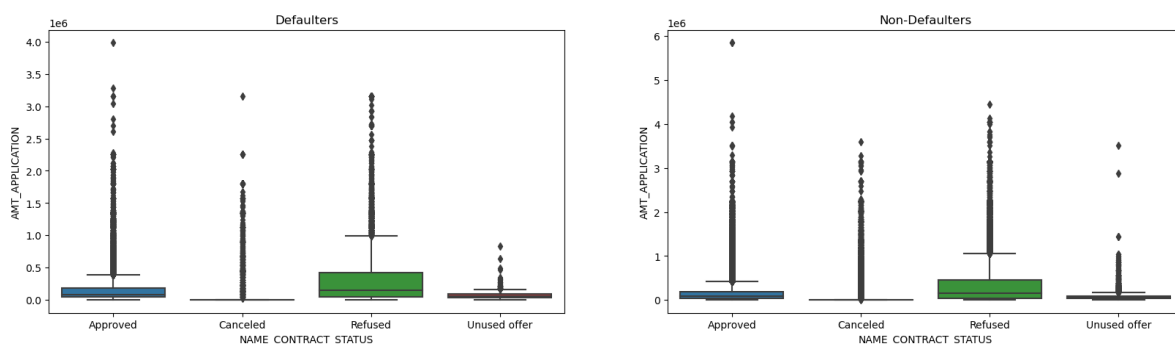 Defaulters
1e6
4.0
3.5
3.0
2.5
2.0
1.5
1.0
0.5
0.0
AMT_APPLICATION
Approved Canceled Refused Unused offer
NAME_CONTRACT_STATUS
Non-Defaulters
1e6
6
5
4
3
2
1
0
AMT_APPLICATION
Approved Canceled Refused Unused offer
NAME_CONTRACT_STATUS